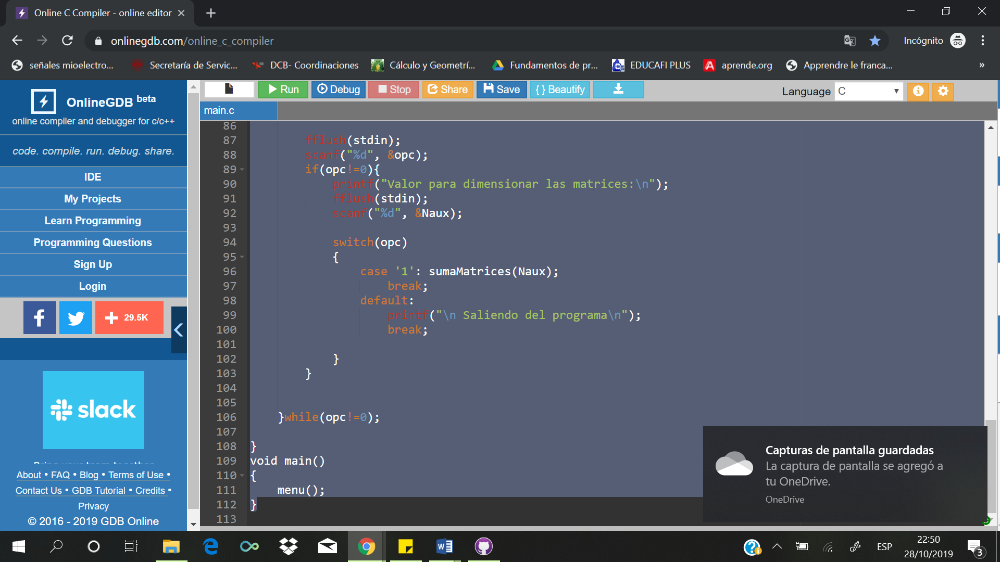 Online C Compiler - online editor
onlinegdb.com/online_c_compiler
Incógnito
señales mioelectro...
Secretaría de Servic...
DCB- Coordinaciones
Cálculo y Geometrí...
Fundamentos de pr...
EDUCAFI PLUS
aprende.org
Apprendre le franca...
»
OnlineGDB beta
online compiler and debugger for c/c++
code. compile. run. debug. share.
IDE
My Projects
Learn Programming
Programming Questions
Sign Up
Login
29.5K
slack
Bring your team together
About • FAQ • Blog • Terms of Use •
Contact Us • GDB Tutorial • Credits •
Privacy
© 2016 - 2019 GDB Online
Run
Debug
Stop
Share
Save
{ } Beautify
Language C
main.c
86
87 fflush(stdin);
88 scanf("%d", &opc);
89 if(opc!=0){
90 printf("Valor para dimensionar las matrices:\n");
91 fflush(stdin);
92 scanf("%d", &Naux);
93
94 switch(opc)
95 {
96 case '1': sumaMatrices(Naux);
97 break;
98 default:
99 printf("\n Saliendo del programa\n");
100 break;
101
102 }
103 }
104
105
106 }while(opc!=0);
107
108 }
109 void main()
110 {
111 menu();
112 }
113
Capturas de pantalla guardadas
La captura de pantalla se agregó a
tu OneDrive.
OneDrive
ESP
22:50
28/10/2019
3